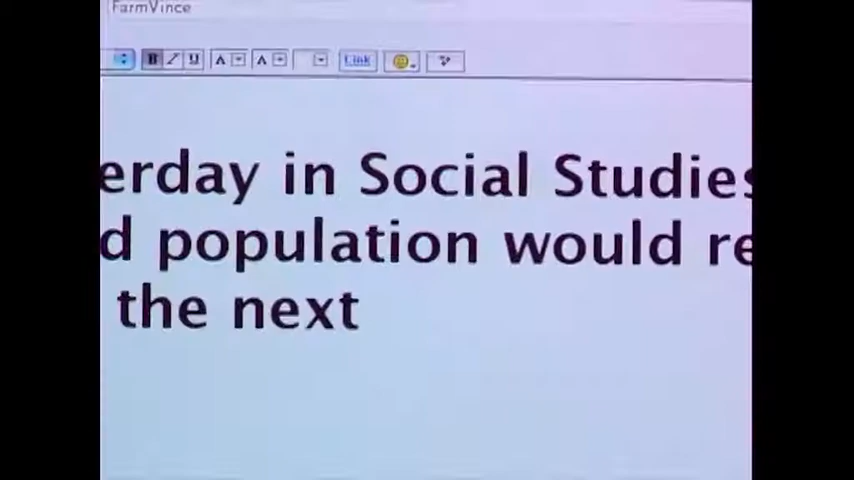 FarmVince
B I U A A Link
erday in Social Studies
d population would re
the next